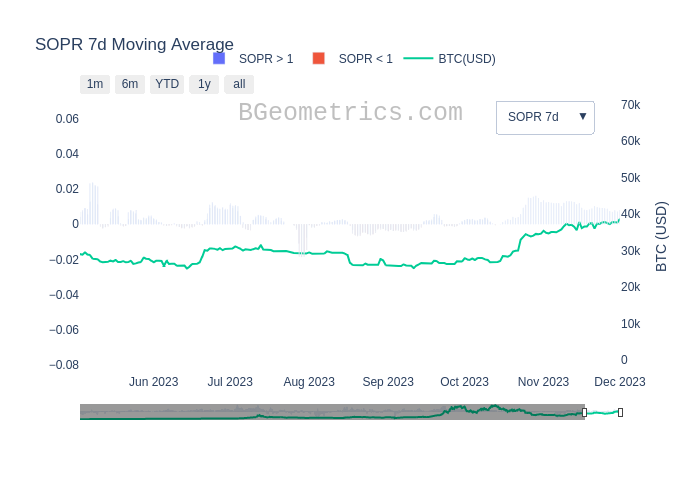 SOPR 7d Moving Average
SOPR > 1
SOPR < 1
BTC(USD)
1m
6m
YTD
1y
all
BGeometrics.com
SOPR 7d ▼
0.06
0.04
0.02
0
−0.02
−0.04
−0.06
−0.08
70k
60k
50k
40k
30k
20k
10k
0
BTC (USD)
Jun 2023
Jul 2023
Aug 2023
Sep 2023
Oct 2023
Nov 2023
Dec 2023